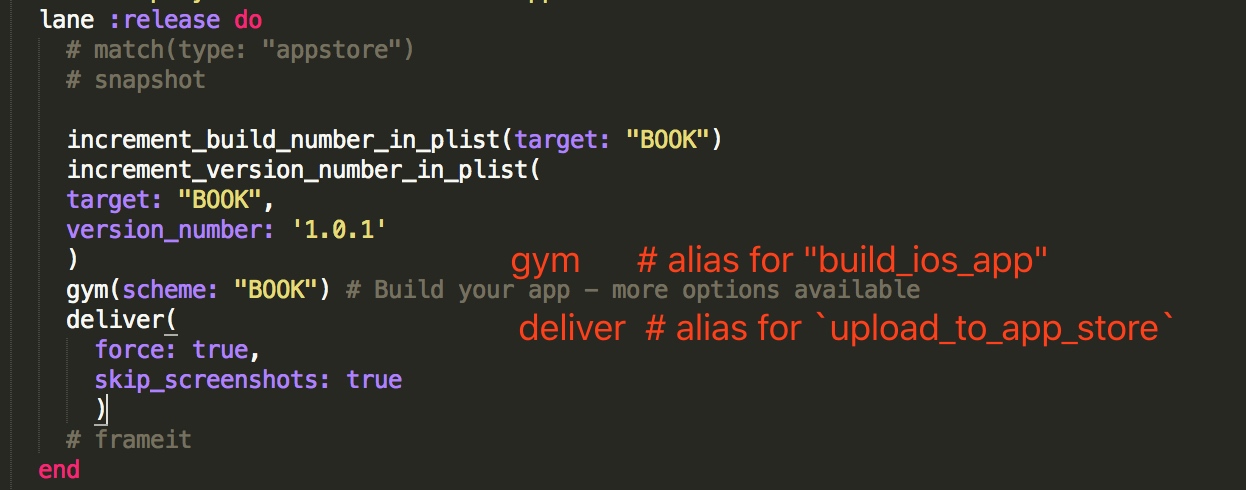 lane :release do
# match(type: "appstore")
# snapshot
increment_build_number_in_plist(target: "BOOK")
increment_version_number_in_plist(
target: "BOOK",
version_number: '1.0.1'
)
gym # alias for "build_ios_app"
gym(scheme: "BOOK") # Build your app – more options available
deliver(
deliver # alias for `upload_to_app_store`
force: true,
skip_screenshots: true
)
# frameit
end